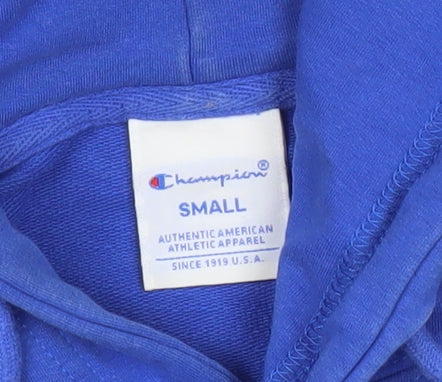 Champion®
SMALL
AUTHENTIC AMERICAN
ATHLETIC APPAREL
SINCE 1919 U.S.A.